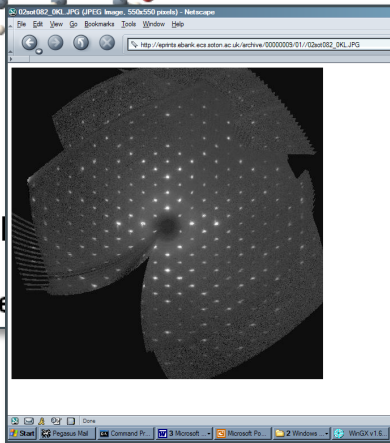 02sot082_0KL.JPG (JPEG Image, 550x550 pixels) - Netscape
File Edit View Go Bookmarks Tools Window Help
http://eprints.ebank.ecs.soton.ac.uk/archive/00000009/01//02sot082_0KL.JPG
Done
Start Pegasus Mail Command Pr... 3 Microsoft ... Microsoft Po... 2 Windows ... WinGX v1.6